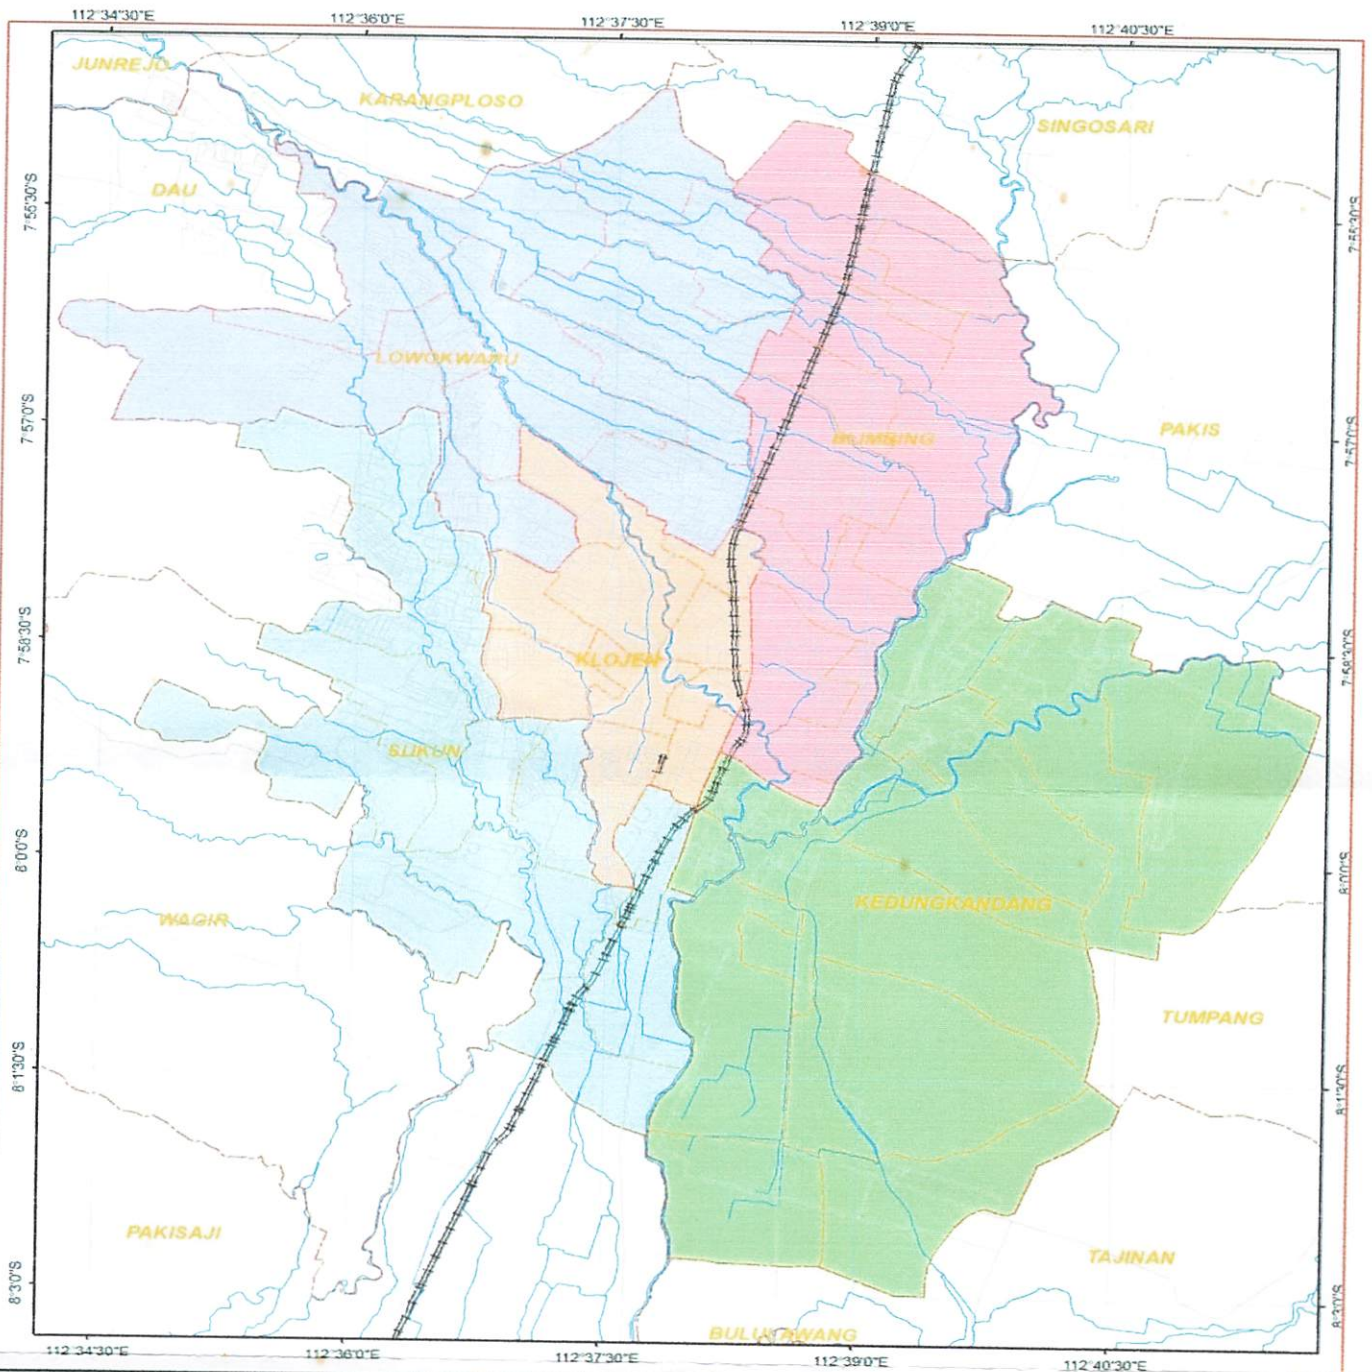 112°34'30"E 112°36'0"E 112°37'30"E 112°39'0"E 112°40'30"E
JUNREJO
KARANGPLOSO
SINGOSARI
DAU
7°55'30"S
7°55'30"S
LOWOKWARU
7°57'0"S
BLIMBING
PAKIS
7°57'0"S
7°58'30"S
KLOJEN
7°58'30"S
SUKUN
8°0'0"S
8°0'0"S
KEDUNGKANDANG
WAGIR
TUMPANG
8°1'30"S
8°1'30"S
PAKISAJI
TAJINAN
8°3'0"S
8°3'0"S
BULULAWANG
112°34'30"E 112°36'0"E 112°37'30"E 112°39'0"E 112°40'30"E